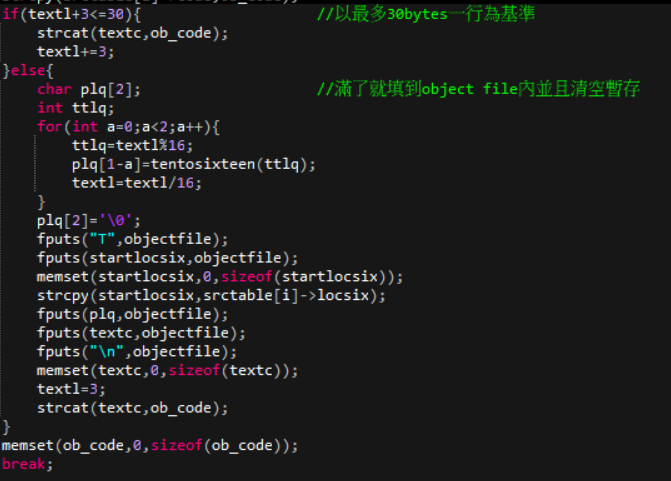 if(textl+3<=30){ //以最多30bytes一行為基準
strcat(textc,ob_code);
textl+=3;
}else{
char plq[2]; //滿了就填到object file內並且清空暫存
int ttlq;
for(int a=0;a<2;a++){
ttlq=textl%16;
plq[1-a]=tentosixteen(ttlq);
textl=textl/16;
}
plq[2]='\0';
fputs("T",objectfile);
fputs(startlocsix,objectfile);
memset(startlocsix,0,sizeof(startlocsix));
strcpy(startlocsix,srctable[i]->locsix);
fputs(plq,objectfile);
fputs(textc,objectfile);
fputs("\n",objectfile);
memset(textc,0,sizeof(textc));
textl=3;
strcat(textc,ob_code);
}
memset(ob_code,0,sizeof(ob_code));
break;